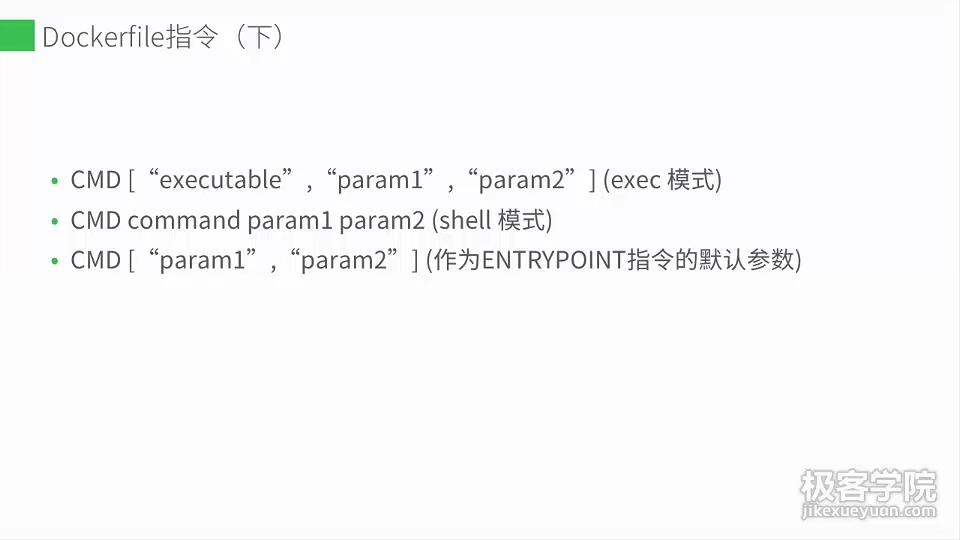 Dockerfile指令（下）
• CMD [“executable”,“param1”,“param2”] (exec 模式)
• CMD command param1 param2 (shell 模式)
• CMD [“param1”,“param2”] (作为ENTRYPOINT指令的默认参数)
极客学院
jikexueyuan.com